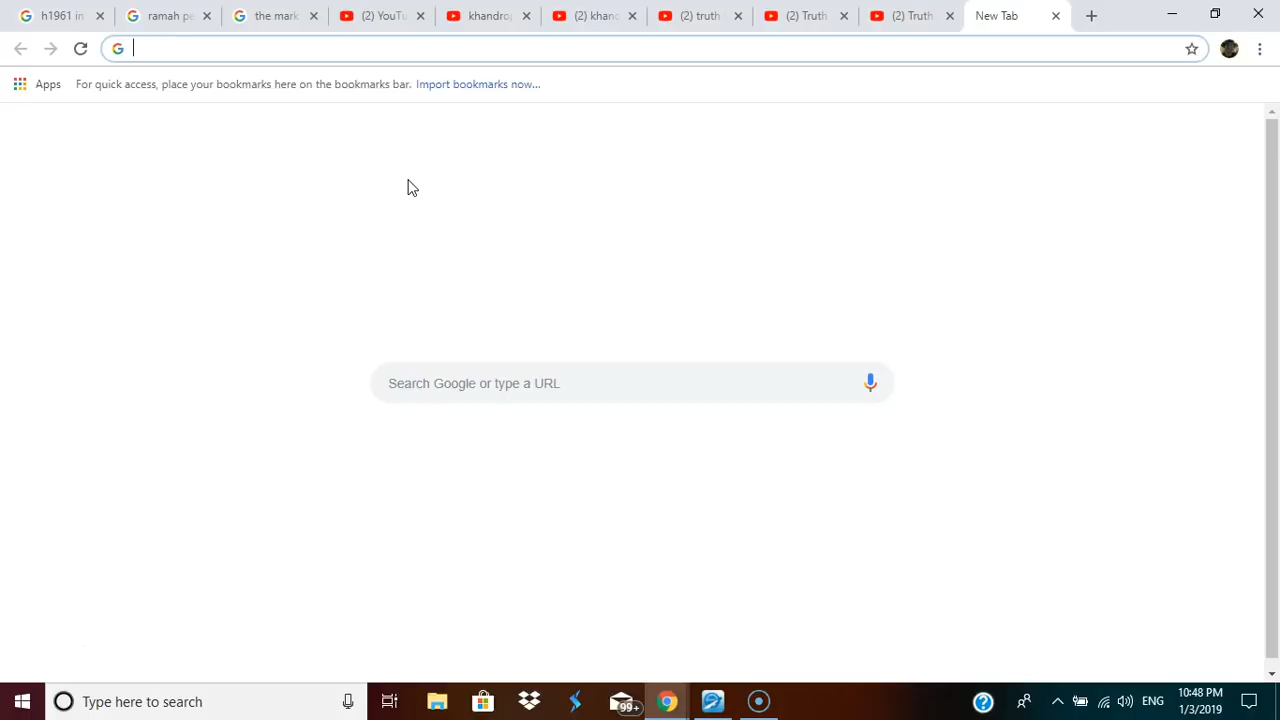 h1961 in
ramah pe
the mark
(2) YouTu
khandro
(2) khand
(2) truth
(2) Truth
(2) Truth
New Tab
Apps
For quick access, place your bookmarks here on the bookmarks bar. Import bookmarks now...
Search Google or type a URL
Type here to search
99+
ENG
10:48 PM
1/3/2019